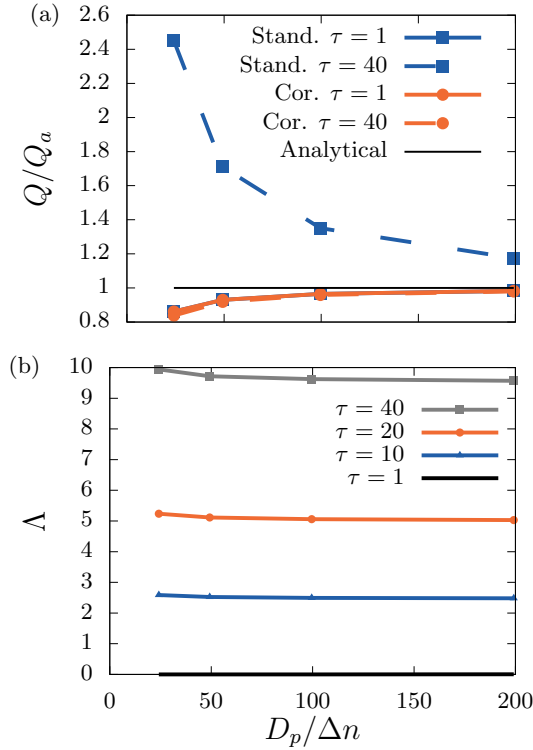 (a)
2.6
2.4
2.2
2
1.8
1.6
1.4
1.2
1
0.8
Q/Q_a
Stand. τ = 1
Stand. τ = 40
Cor. τ = 1
Cor. τ = 40
Analytical
(b)
10
9
8
7
6
5
4
3
2
1
0
Λ
τ = 40
τ = 20
τ = 10
τ = 1
0 50 100 150 200
D_p/Δn